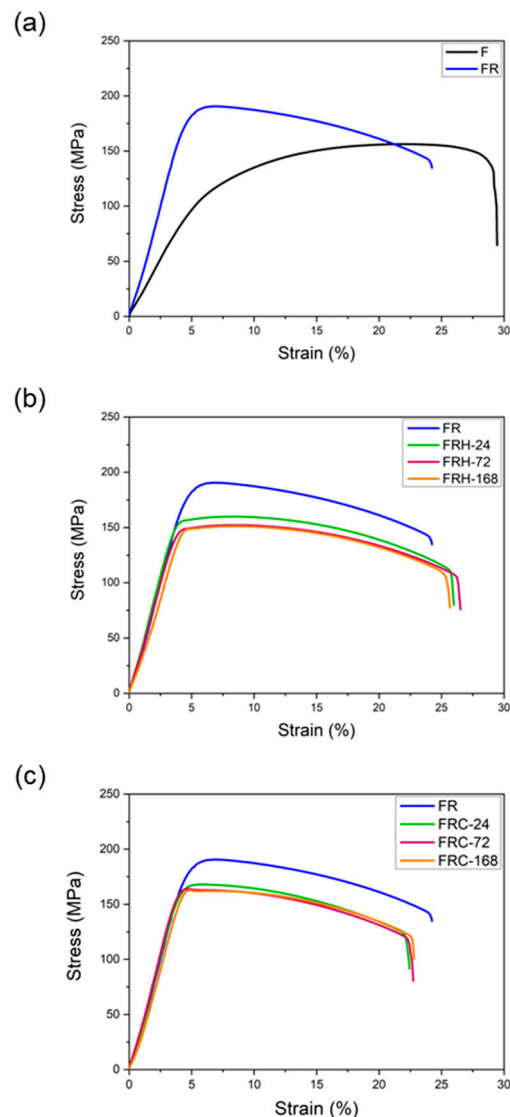 (a)
F
FR
250
200
150
100
50
0
Stress (MPa)
0 5 10 15 20 25 30
Strain (%)
(b)
FR
FRH-24
FRH-72
FRH-168
250
200
150
100
50
0
Stress (MPa)
0 5 10 15 20 25 30
Strain (%)
(c)
FR
FRC-24
FRC-72
FRC-168
250
200
150
100
50
0
Stress (MPa)
0 5 10 15 20 25 30
Strain (%)